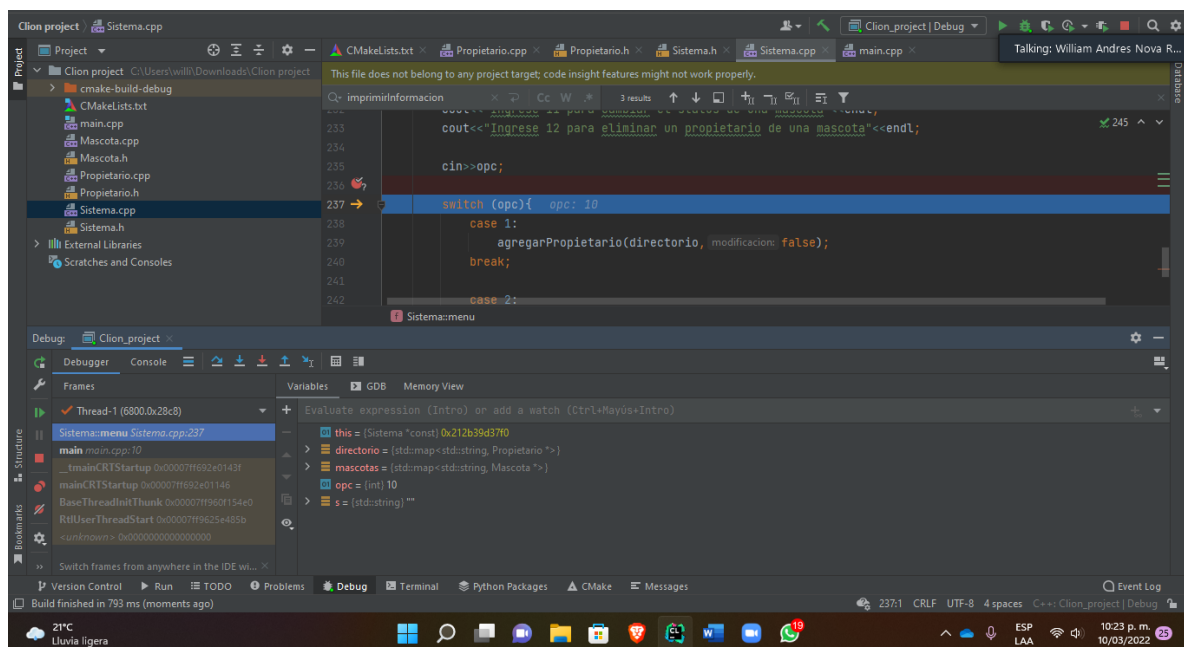 Clion project › Sistema.cpp
Clion_project | Debug
Talking: William Andres Nova R...
Project
CMakeLists.txt
Propietario.cpp
Propietario.h
Sistema.h
Sistema.cpp
main.cpp
Project
Database
Structure
Bookmarks
Clion project C:\Users\willi\Downloads\Clion project
cmake-build-debug
CMakeLists.txt
main.cpp
Mascota.cpp
Mascota.h
Propietario.cpp
Propietario.h
Sistema.cpp
Sistema.h
External Libraries
Scratches and Consoles
This file does not belong to any project target; code insight features might not work properly.
imprimirInformacion
Cc W .* 3 results
245
233 cout<<"Ingrese 12 para eliminar un propietario de una mascota"<<endl;
234
235 cin>>opc;
236
237 switch (opc){ opc: 10
238 case 1:
239 agregarPropietario(directorio, modificacion: false);
240 break;
241
242 case 2:
Sistema::menu
Debug: Clion_project
Debugger Console
Frames
Variables GDB Memory View
Thread-1 (6800.0x28c8)
Evaluate expression (Intro) or add a watch (Ctrl+Mayús+Intro)
Sistema::menu Sistema.cpp:237
main main.cpp:10
__tmainCRTStartup 0x00007ff692e0143f
mainCRTStartup 0x00007ff692e01146
BaseThreadInitThunk 0x00007ff960f154e0
RtlUserThreadStart 0x00007ff9625e485b
<unknown> 0x0000000000000000
Switch frames from anywhere in the IDE wi...
this = {Sistema *const} 0x212b39d37f0
directorio = {std::map<std::string, Propietario *>}
mascotas = {std::map<std::string, Mascota *>}
opc = {int} 10
s = {std::string} ""
Version Control Run TODO Problems Debug Terminal Python Packages CMake Messages
Event Log
Build finished in 793 ms (moments ago)
237:1 CRLF UTF-8 4 spaces C++: Clion_project | Debug
21°C
Lluvia ligera
19
ESP
LAA
10:23 p. m.
10/03/2022
25